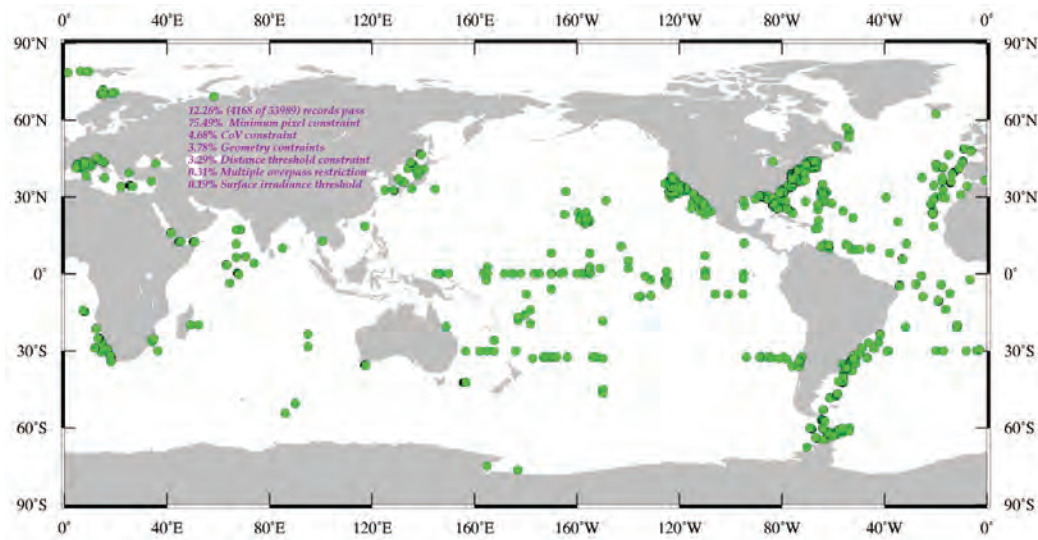 0° 40°E 80°E 120°E 160°E 160°W 120°W 80°W 40°W 0°
90°N 90°N
12.26% (4168 of 33989) records pass
75.49% Minimum pixel constraint
60°N 60°N
4.68% CoV constraint
3.78% Geometry contraints
3.29% Distance threshold constraint
0.31% Multiple overpass restriction
0.19% Surface irradiance threshold
30°N 30°N
0° 0°
30°S 30°S
60°S 60°S
90°S 90°S
0° 40°E 80°E 120°E 160°E 160°W 120°W 80°W 40°W 0°